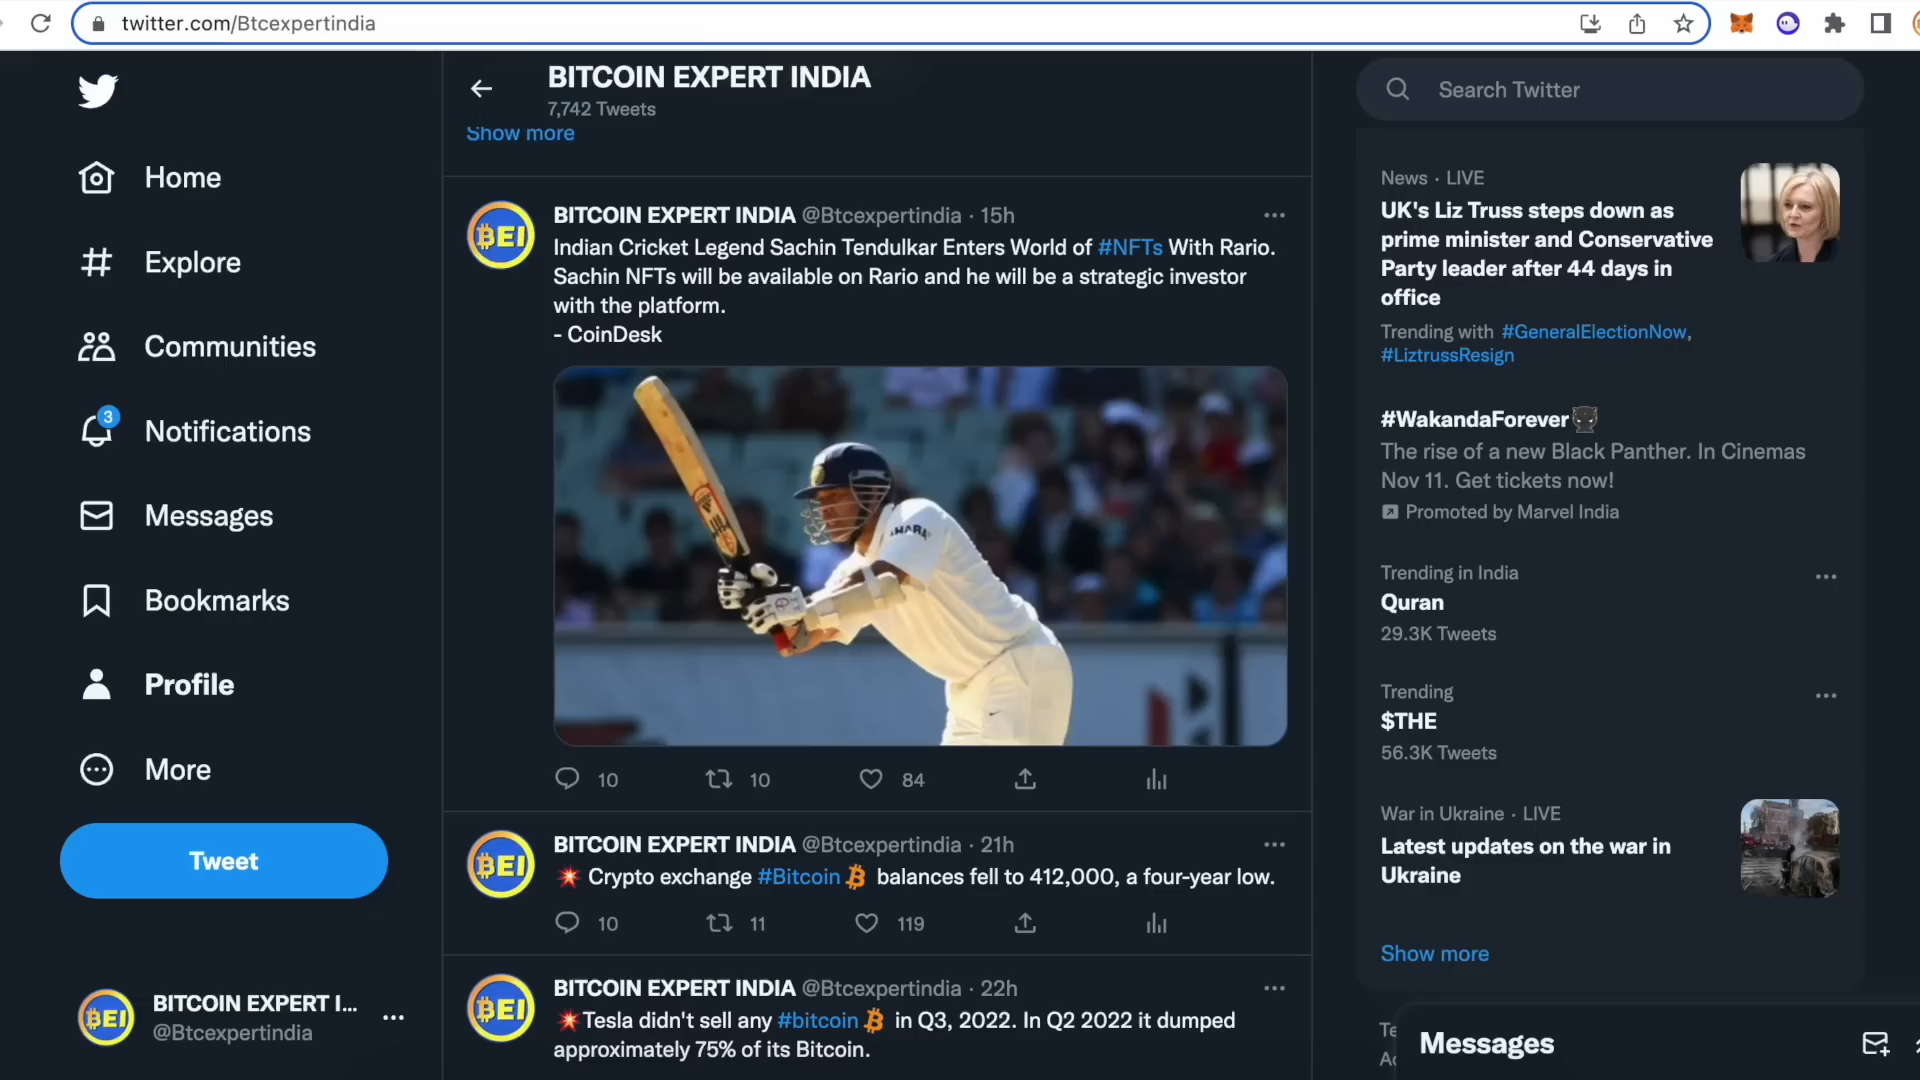 twitter.com/Btcexpertindia
BITCOIN EXPERT INDIA
7,742 Tweets
Show more
Search Twitter
Home
Explore
Communities
3
Notifications
Messages
Bookmarks
Profile
More
Tweet
BITCOIN EXPERT I...
@Btcexpertindia
BEI
BITCOIN EXPERT INDIA @Btcexpertindia · 15h
Indian Cricket Legend Sachin Tendulkar Enters World of #NFTs With Rario.
Sachin NFTs will be available on Rario and he will be a strategic investor
with the platform.
- CoinDesk
SAHARA
10 10 84
BEI
BITCOIN EXPERT INDIA @Btcexpertindia · 21h
💥 Crypto exchange #Bitcoin balances fell to 412,000, a four-year low.
10 11 119
BEI
BITCOIN EXPERT INDIA @Btcexpertindia · 22h
💥Tesla didn't sell any #bitcoin in Q3, 2022. In Q2 2022 it dumped
approximately 75% of its Bitcoin.
BEI
News · LIVE
UK's Liz Truss steps down as
prime minister and Conservative
Party leader after 44 days in
office
Trending with #GeneralElectionNow,
#LiztrussResign
#WakandaForever
The rise of a new Black Panther. In Cinemas
Nov 11. Get tickets now!
Promoted by Marvel India
Trending in India
Quran
29.3K Tweets
Trending
$THE
56.3K Tweets
War in Ukraine · LIVE
Latest updates on the war in
Ukraine
Show more
Messages